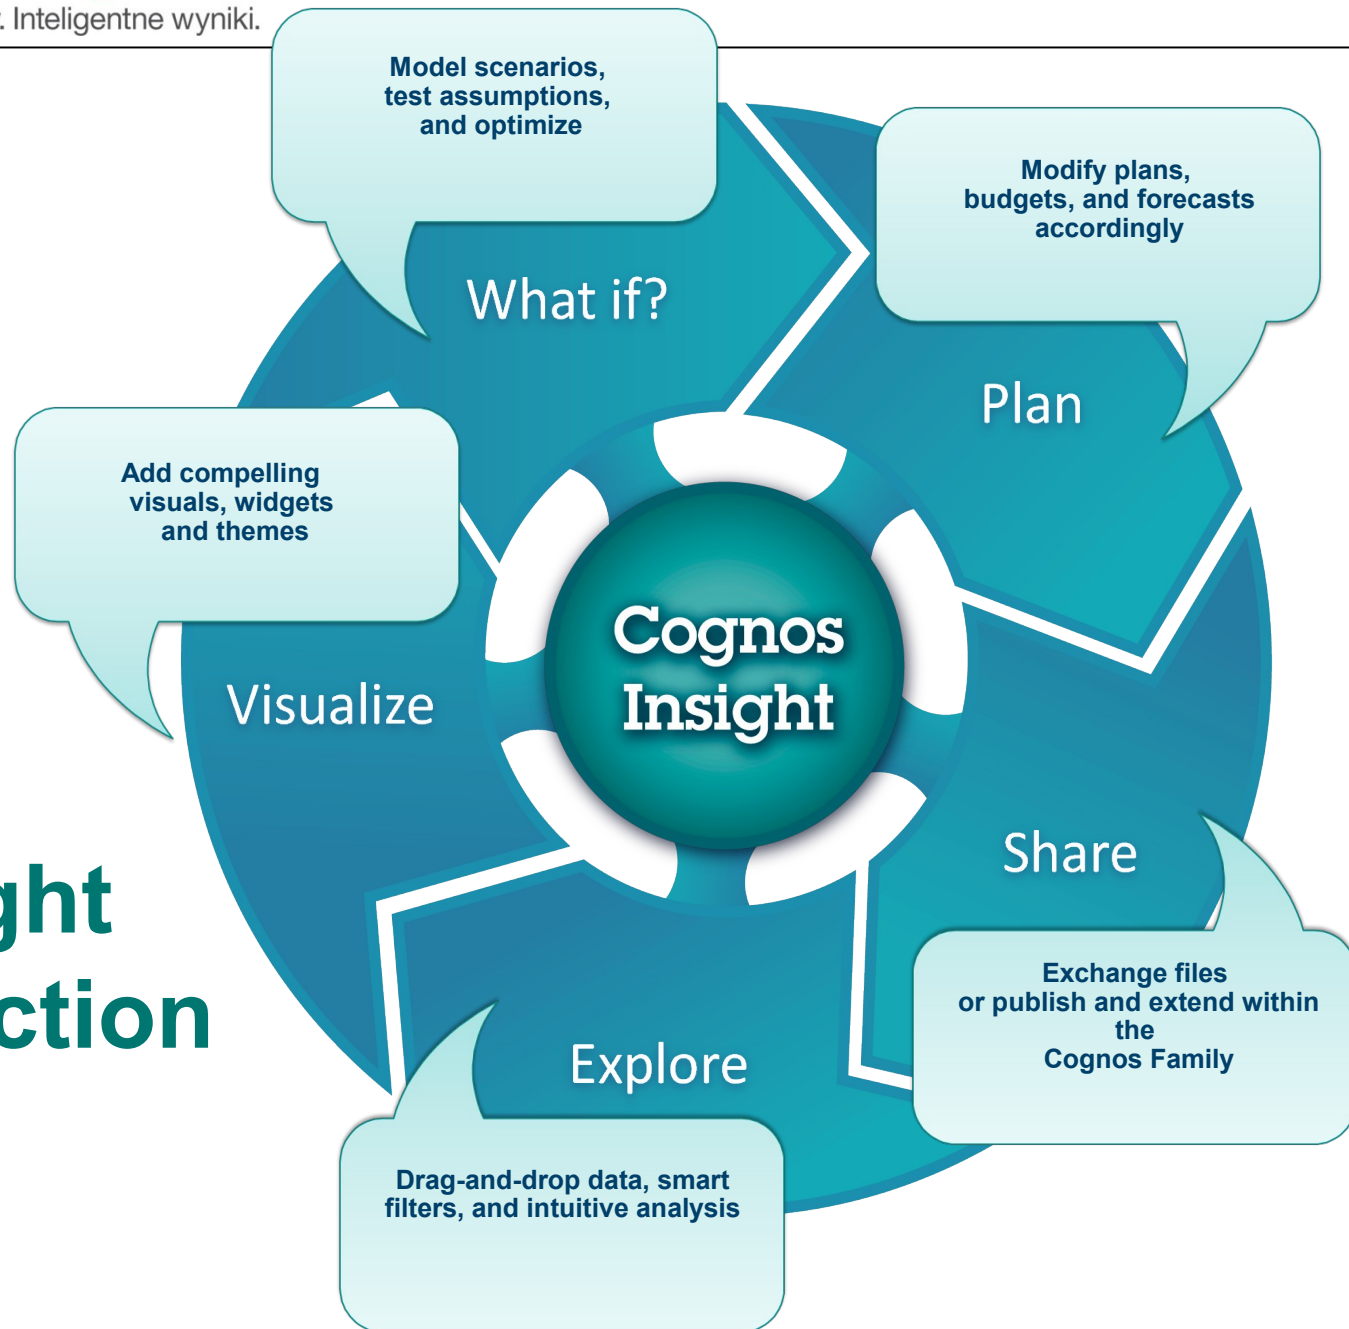 . Inteligentne wyniki.
Model scenarios,
test assumptions,
and optimize
Modify plans,
budgets, and forecasts
accordingly
What if?
Plan
Add compelling
visuals, widgets
and themes
Cognos
Insight
Visualize
Share
ght
ction
Exchange files
or publish and extend within
the
Cognos Family
Explore
Drag-and-drop data, smart
filters, and intuitive analysis